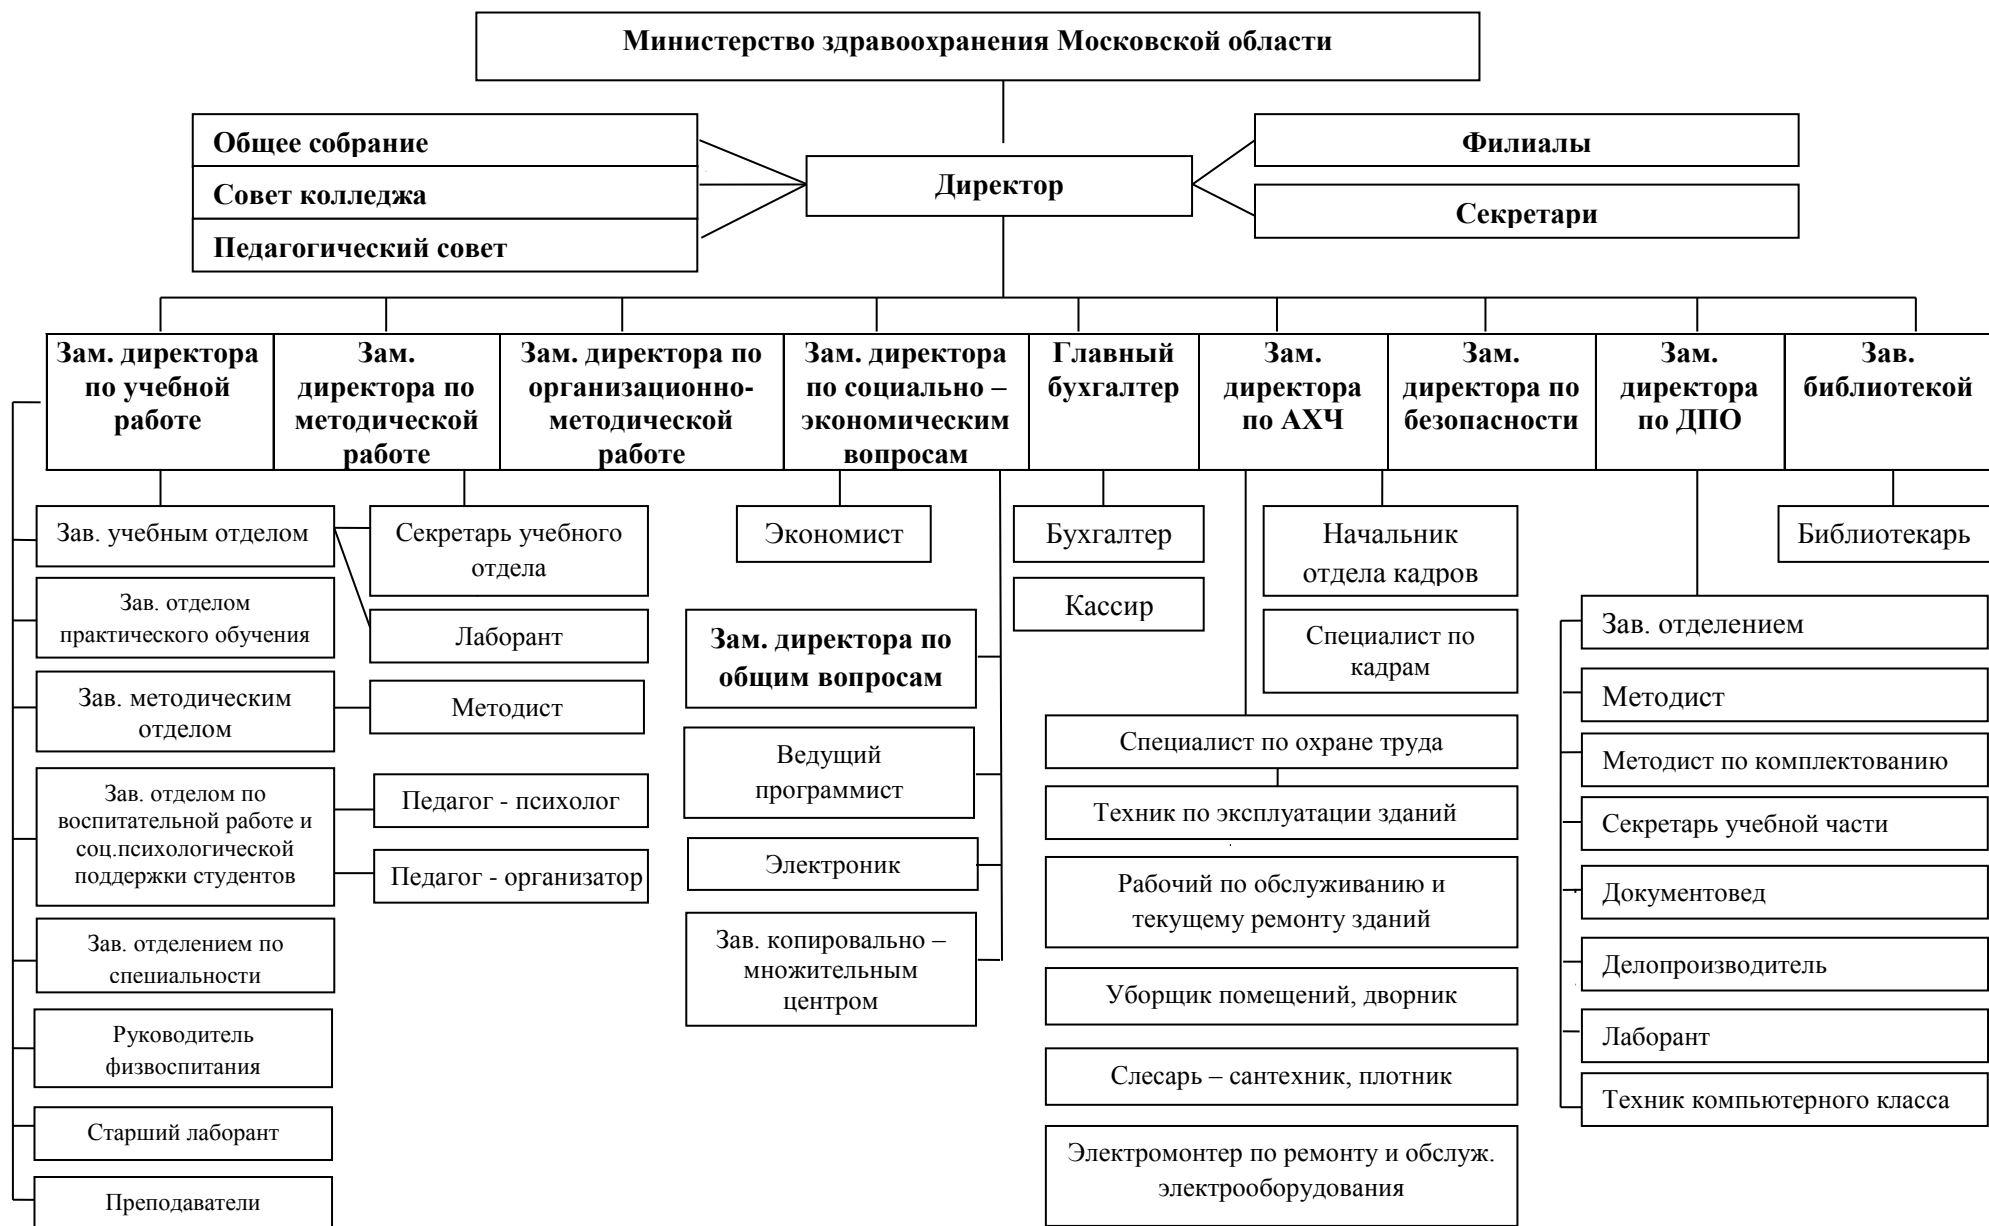 Министерство здравоохранения Московской области
Общее собрание
Совет колледжа
Педагогический совет
Директор
Филиалы
Секретари
Зам. директора
по учебной
работе
Зам.
директора по
методической
работе
Зам. директора по
организационно-
методической
работе
Зам. директора
по социально –
экономическим
вопросам
Главный
бухгалтер
Зам.
директора
по АХЧ
Зам.
директора по
безопасности
Зам.
директора
по ДПО
Зав.
библиотекой
Зав. учебным отделом
Зав. отделом
практического обучения
Зав. методическим
отделом
Зав. отделом по
воспитательной работе и
соц.психологической
поддержки студентов
Зав. отделением по
специальности
Руководитель
физвоспитания
Старший лаборант
Преподаватели
Секретарь учебного
отдела
Лаборант
Методист
Педагог - психолог
Педагог - организатор
Экономист
Зам. директора по
общим вопросам
Ведущий
программист
Электроник
Зав. копировально –
множительным
центром
Бухгалтер
Кассир
Начальник
отдела кадров
Специалист по
кадрам
Специалист по охране труда
Техник по эксплуатации зданий
Рабочий по обслуживанию и
текущему ремонту зданий
Уборщик помещений, дворник
Слесарь – сантехник, плотник
Электромонтер по ремонту и обслуж.
электрооборудования
Зав. отделением
Методист
Методист по комплектованию
Секретарь учебной части
Документовед
Делопроизводитель
Лаборант
Техник компьютерного класса
Библиотекарь